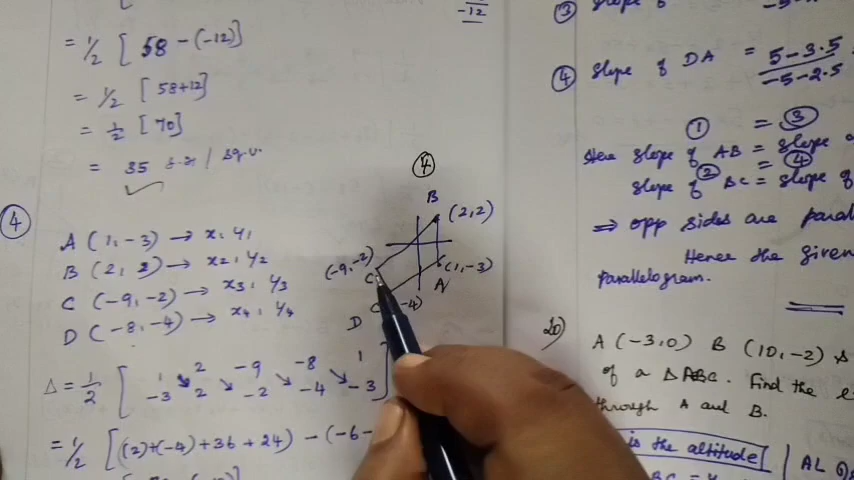 -12
= 1/2 [ 58 - (-12)]
= 1/2 [ 58+12]
= 1/2 [ 70]
= 35 sq.u.
④
A (1,-3) → x1, y1
B (2, 2) → x2, y2
C (-9, -2) → x3, y3
D (-8, -4) → x4, y4
Δ = 1/2 [ 1 2 -9 -8 1
-3 2 -2 -4 -3 ]
= 1/2 [(2)+(-4)+36+24) - (-6-
④
B
(2,2)
(-9,-2)
C
(1,-3)
A
D
-4)
③ slope of
④ slope of DA = 5-3.5
-5-2.5
① = ③
Here slope of AB = slope of
② = ④
slope of BC = slope of
⇒ opp sides are paral
Hence the given
parallelogram.
20) A (-3,0) B (10,-2)
of a Δ ABC. Find the
through A and B.
is the altitude
AL
BC =